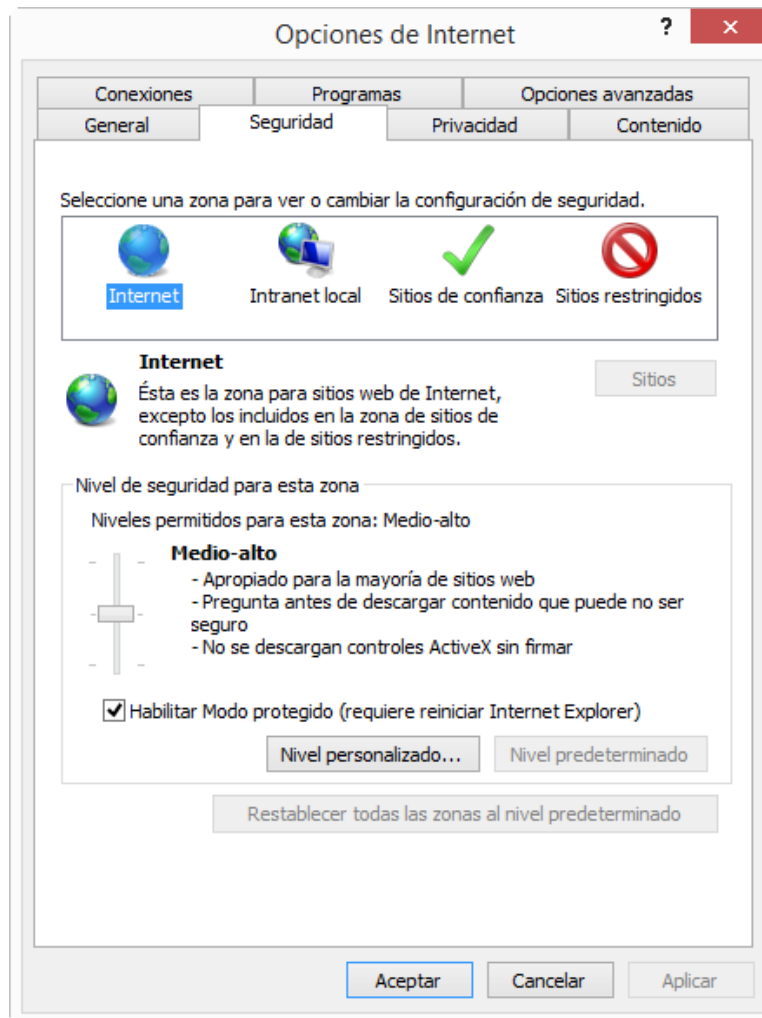 Opciones de Internet
?
×
Conexiones
Programas
Opciones avanzadas
General
Seguridad
Privacidad
Contenido
Seleccione una zona para ver o cambiar la configuración de seguridad.
Internet
Intranet local
Sitios de confianza
Sitios restringidos
Internet
Ésta es la zona para sitios web de Internet,
excepto los incluidos en la zona de sitios de
confianza y en la de sitios restringidos.
Sitios
Nivel de seguridad para esta zona
Niveles permitidos para esta zona: Medio-alto
Medio-alto
- Apropiado para la mayoría de sitios web
- Pregunta antes de descargar contenido que puede no ser
seguro
- No se descargan controles ActiveX sin firmar
Habilitar Modo protegido (requiere reiniciar Internet Explorer)
Nivel personalizado...
Nivel predeterminado
Restablecer todas las zonas al nivel predeterminado
Aceptar
Cancelar
Aplicar